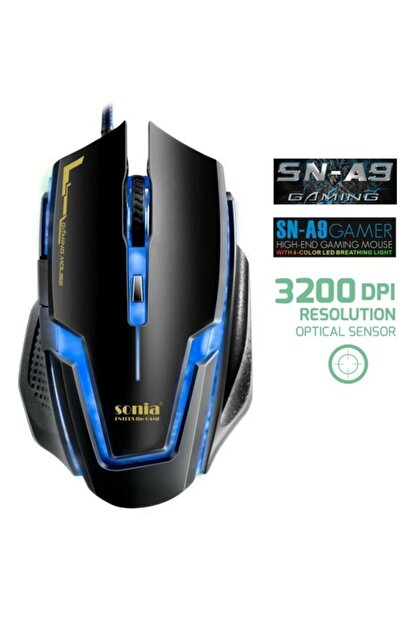 GAMING MOUSE
sonia
ENTERS the GAME
SN-A9
GAMING
SN-A9GAMER
HIGH-END GAMING MOUSE
WITH 4-COLOR LED BREATHING LIGHT
3200 DPI
RESOLUTION
OPTICAL SENSOR